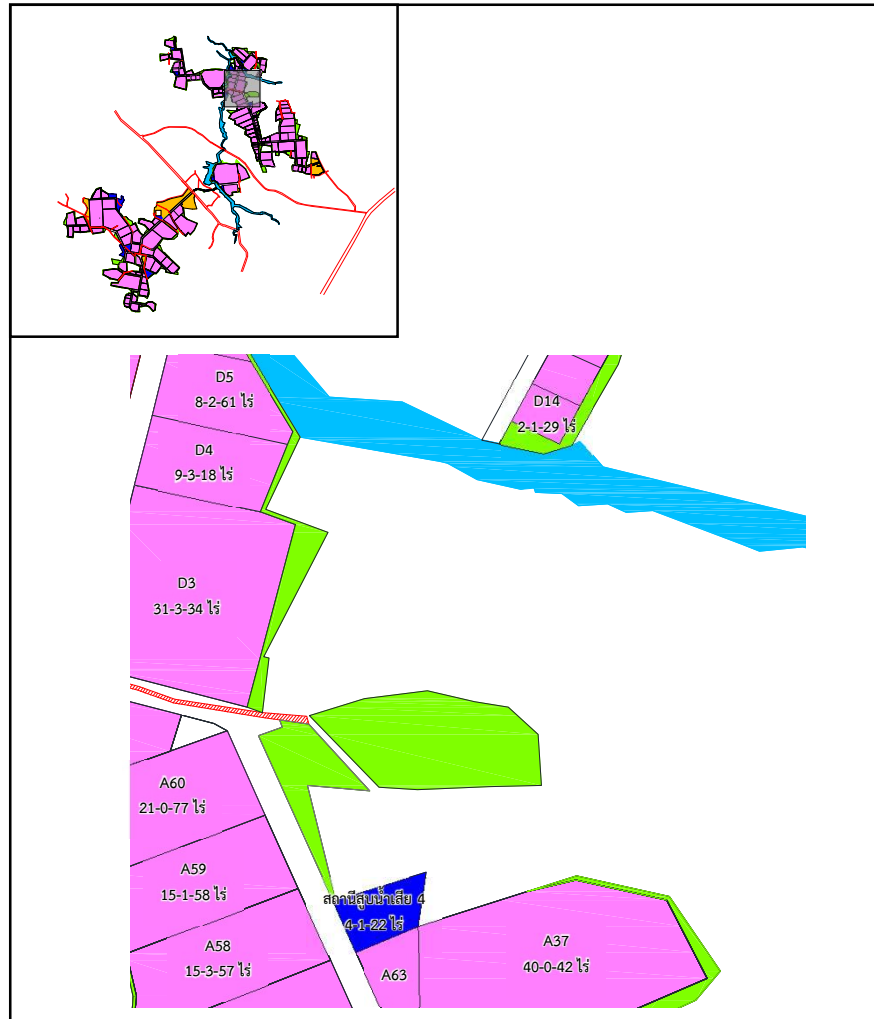 D5
8-2-61 ไร่
D14
2-1-29 ไร่
D4
9-3-18 ไร่
D3
31-3-34 ไร่
A60
21-0-77 ไร่
A59
15-1-58 ไร่
สถานีสูบน้ำเสีย 4
4-1-22 ไร่
A58
15-3-57 ไร่
A37
40-0-42 ไร่
A63